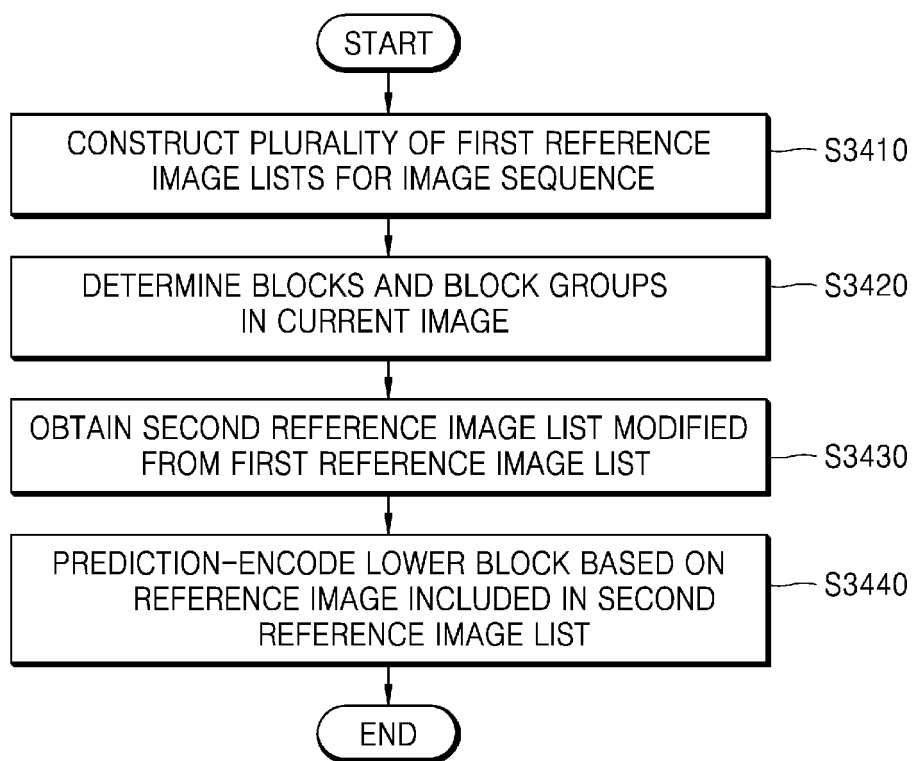 START
CONSTRUCT PLURALITY OF FIRST REFERENCE
IMAGE LISTS FOR IMAGE SEQUENCE
S3410
DETERMINE BLOCKS AND BLOCK GROUPS
IN CURRENT IMAGE
S3420
OBTAIN SECOND REFERENCE IMAGE LIST MODIFIED
FROM FIRST REFERENCE IMAGE LIST
S3430
PREDICTION-ENCODE LOWER BLOCK BASED ON
REFERENCE IMAGE INCLUDED IN SECOND
REFERENCE IMAGE LIST
S3440
END